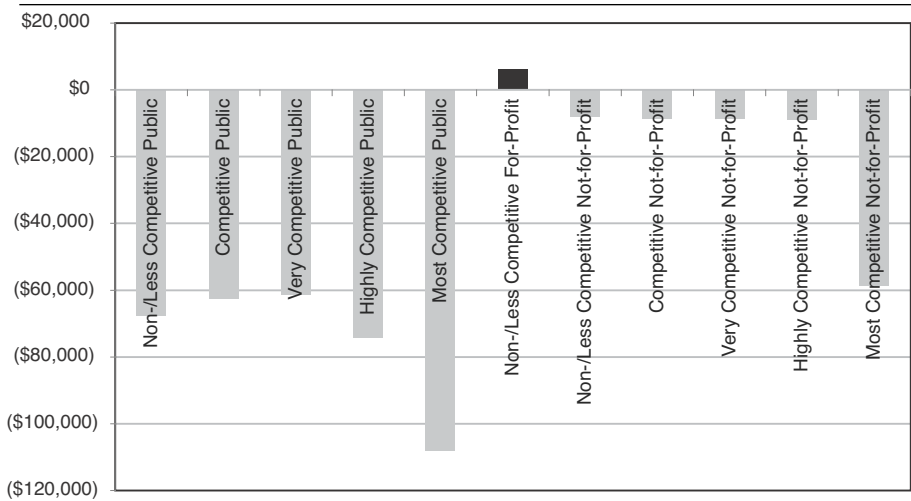 $20,000
$0
($20,000)
($40,000)
($60,000)
($80,000)
($100,000)
($120,000)
Non-/Less Competitive Public
Competitive Public
Very Competitive Public
Highly Competitive Public
Most Competitive Public
Non-/Less Competitive For-Profit
Non-/Less Competitive Not-for-Profit
Competitive Not-for-Profit
Very Competitive Not-for-Profit
Highly Competitive Not-for-Profit
Most Competitive Not-for-Profit